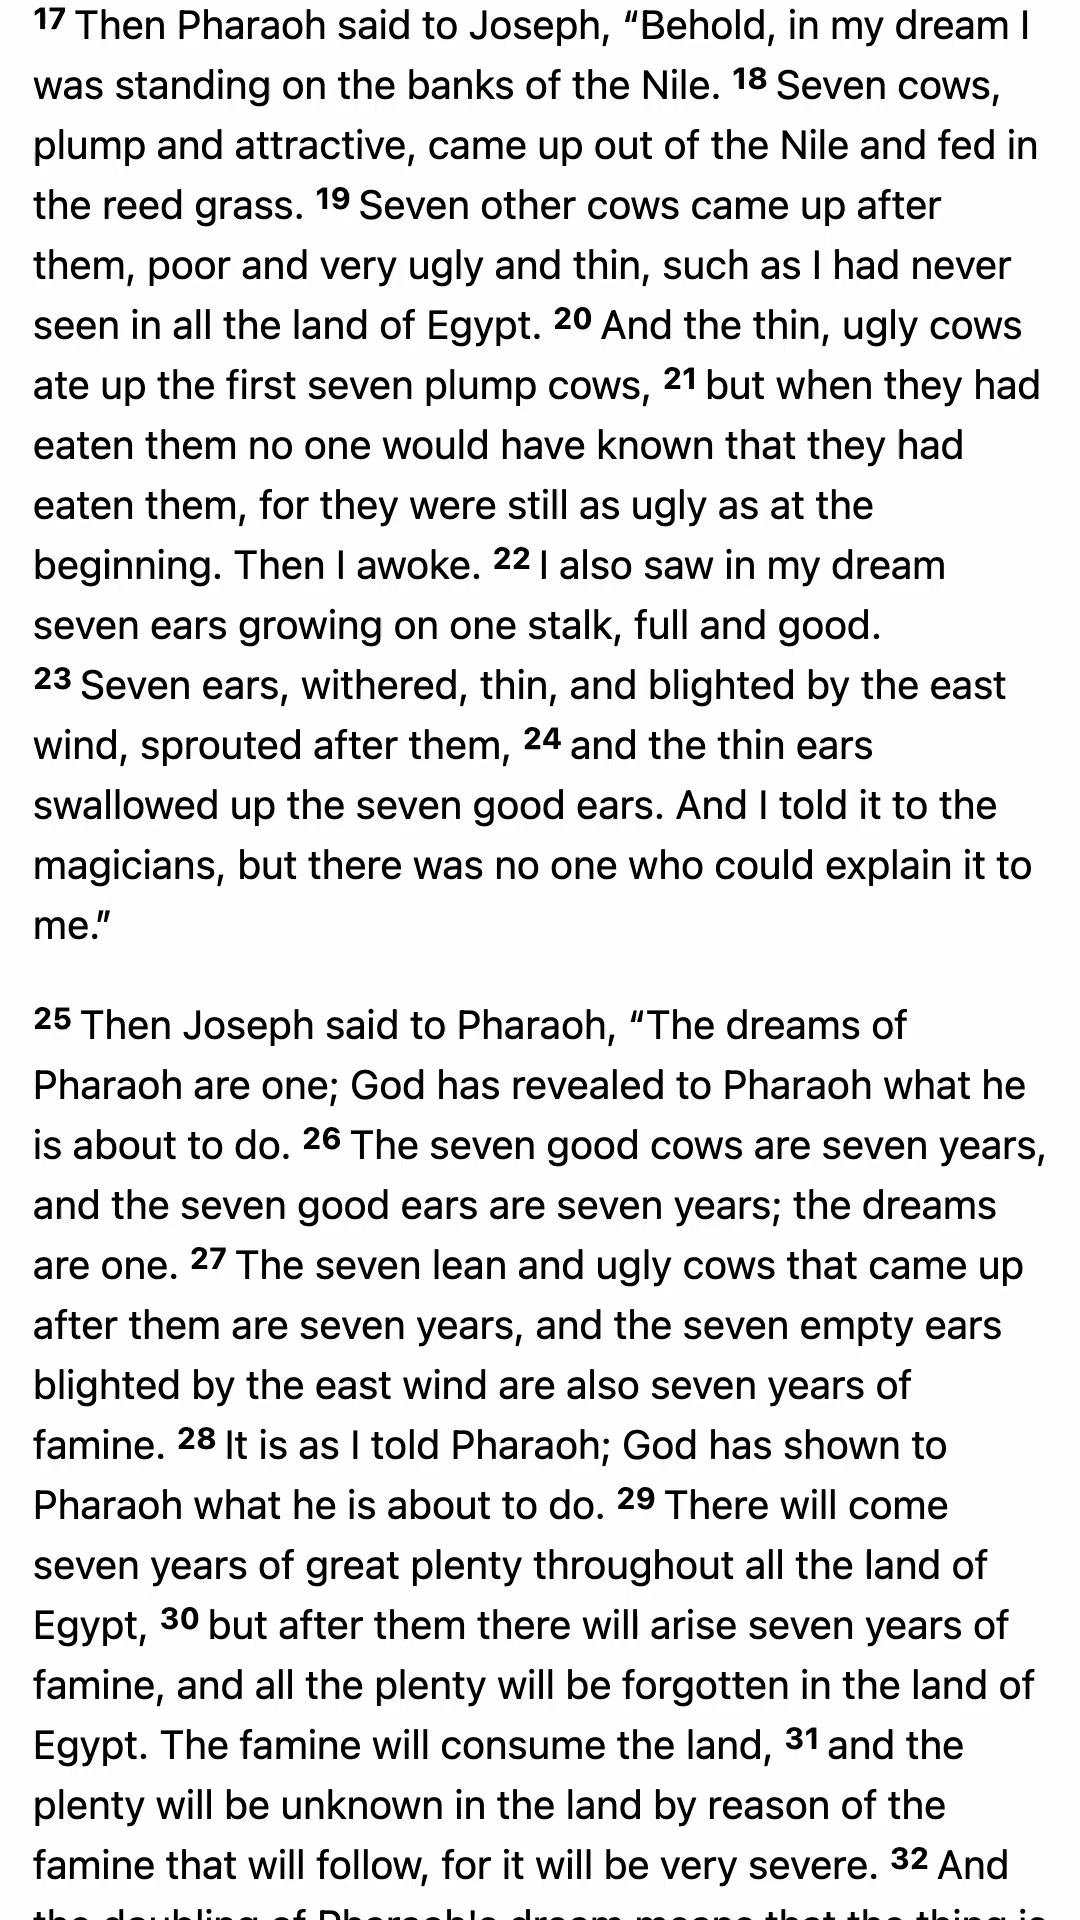 17 Then Pharaoh said to Joseph, “Behold, in my dream I
was standing on the banks of the Nile. 18 Seven cows,
plump and attractive, came up out of the Nile and fed in
the reed grass. 19 Seven other cows came up after
them, poor and very ugly and thin, such as I had never
seen in all the land of Egypt. 20 And the thin, ugly cows
ate up the first seven plump cows, 21 but when they had
eaten them no one would have known that they had
eaten them, for they were still as ugly as at the
beginning. Then I awoke. 22 I also saw in my dream
seven ears growing on one stalk, full and good.
23 Seven ears, withered, thin, and blighted by the east
wind, sprouted after them, 24 and the thin ears
swallowed up the seven good ears. And I told it to the
magicians, but there was no one who could explain it to
me.”
25 Then Joseph said to Pharaoh, “The dreams of
Pharaoh are one; God has revealed to Pharaoh what he
is about to do. 26 The seven good cows are seven years,
and the seven good ears are seven years; the dreams
are one. 27 The seven lean and ugly cows that came up
after them are seven years, and the seven empty ears
blighted by the east wind are also seven years of
famine. 28 It is as I told Pharaoh; God has shown to
Pharaoh what he is about to do. 29 There will come
seven years of great plenty throughout all the land of
Egypt, 30 but after them there will arise seven years of
famine, and all the plenty will be forgotten in the land of
Egypt. The famine will consume the land, 31 and the
plenty will be unknown in the land by reason of the
famine that will follow, for it will be very severe. 32 And
the doubling of Pharaoh's dream means that the thing is